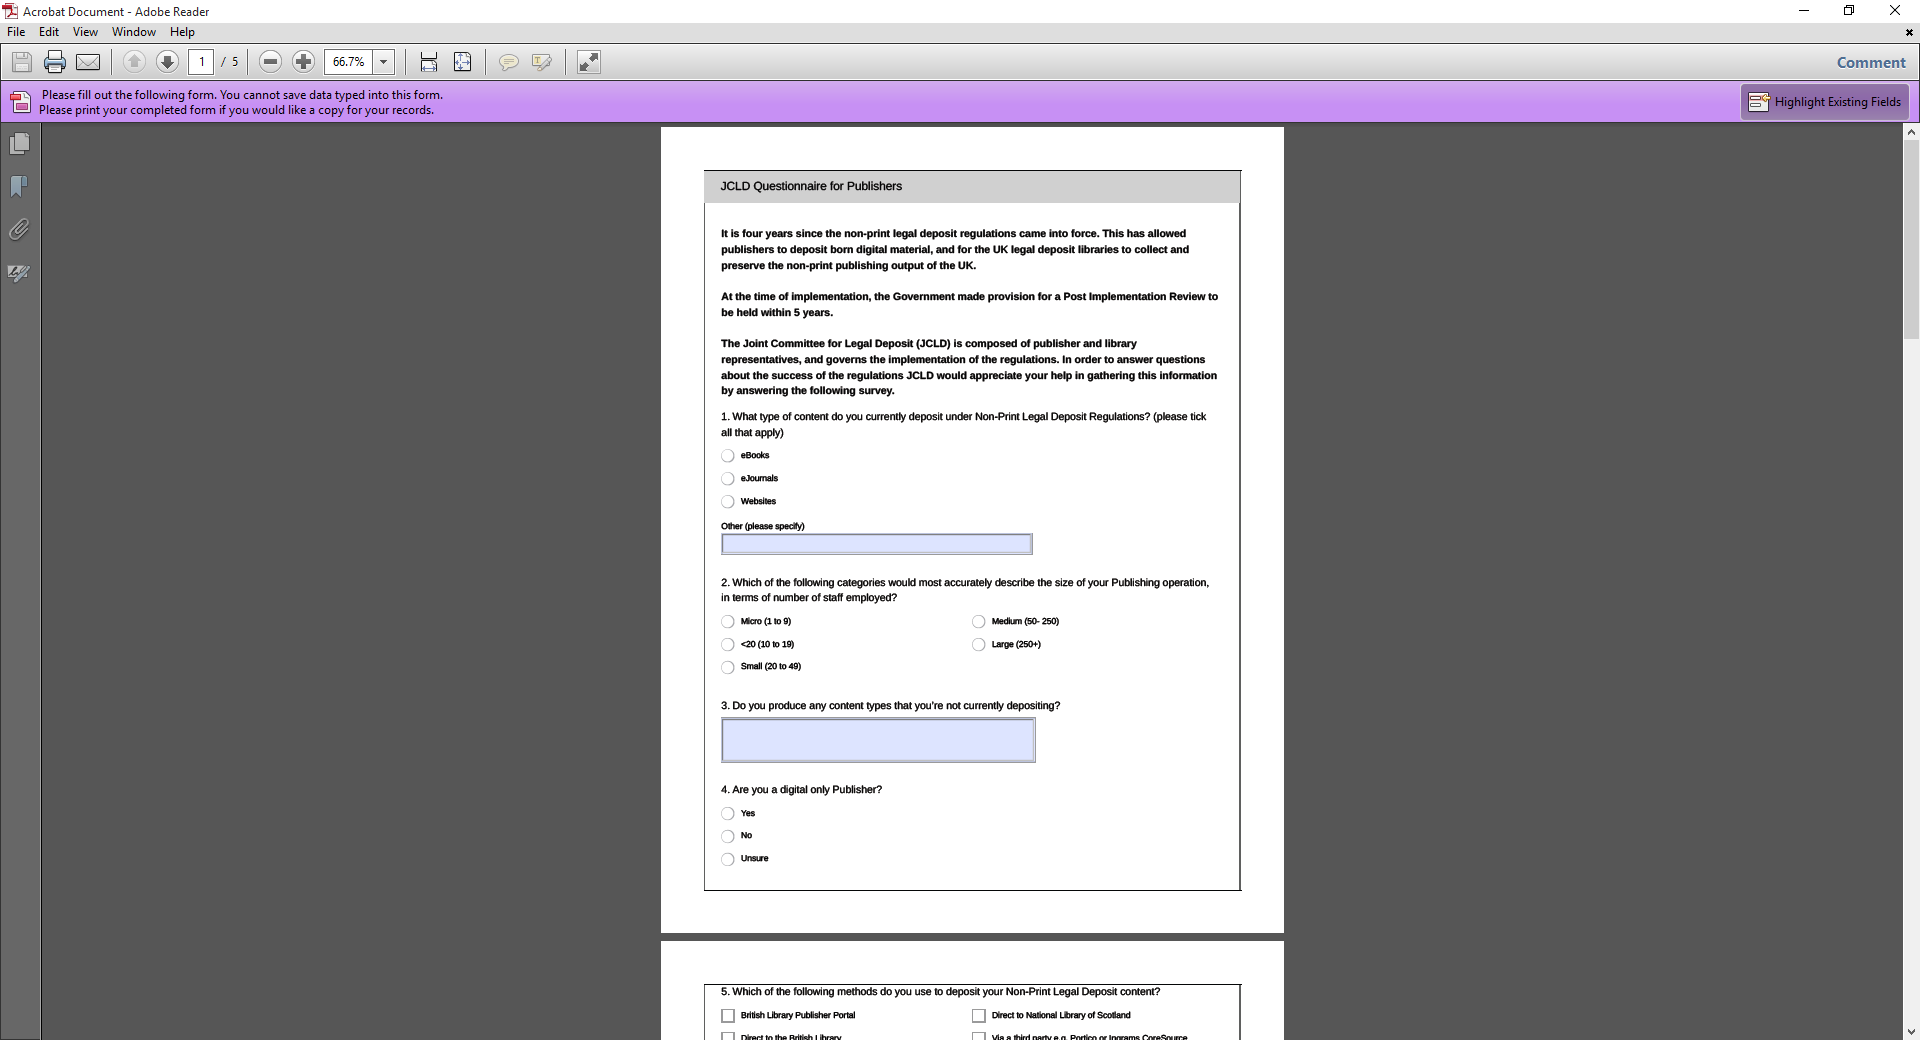 Acrobat Document - Adobe Reader
File Edit View Window Help
1 / 5 66.7% Comment
Please fill out the following form. You cannot save data typed into this form.
Please print your completed form if you would like a copy for your records.
Highlight Existing Fields
JCLD Questionnaire for Publishers
It is four years since the non-print legal deposit regulations came into force. This has allowed
publishers to deposit born digital material, and for the UK legal deposit libraries to collect and
preserve the non-print publishing output of the UK.
At the time of implementation, the Government made provision for a Post Implementation Review to
be held within 5 years.
The Joint Committee for Legal Deposit (JCLD) is composed of publisher and library
representatives, and governs the implementation of the regulations. In order to answer questions
about the success of the regulations JCLD would appreciate your help in gathering this information
by answering the following survey.
1. What type of content do you currently deposit under Non-Print Legal Deposit Regulations? (please tick
all that apply)
eBooks
eJournals
Websites
Other (please specify)
2. Which of the following categories would most accurately describe the size of your Publishing operation,
in terms of number of staff employed?
Micro (1 to 9) Medium (50- 250)
<20 (10 to 19) Large (250+)
Small (20 to 49)
3. Do you produce any content types that you're not currently depositing?
4. Are you a digital only Publisher?
Yes
No
Unsure
5. Which of the following methods do you use to deposit your Non-Print Legal Deposit content?
British Library Publisher Portal Direct to National Library of Scotland
Direct to the British Library Via a third party e.g. Portico or Ingrams CoreSource